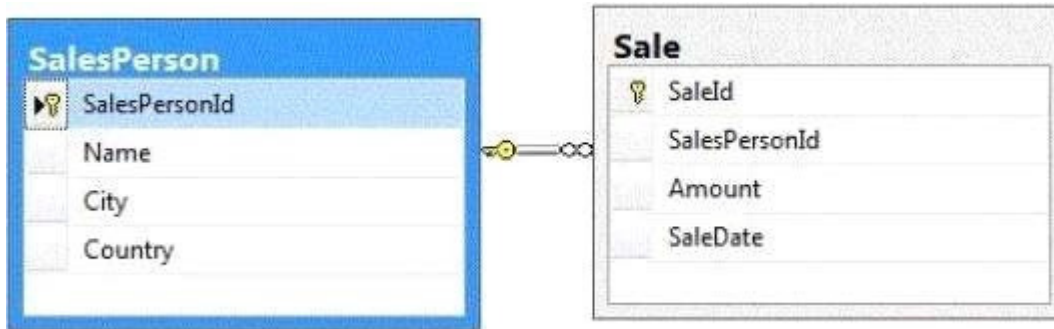 SalesPerson
SalesPersonId
Name
City
Country
Sale
SaleId
SalesPersonId
Amount
SaleDate